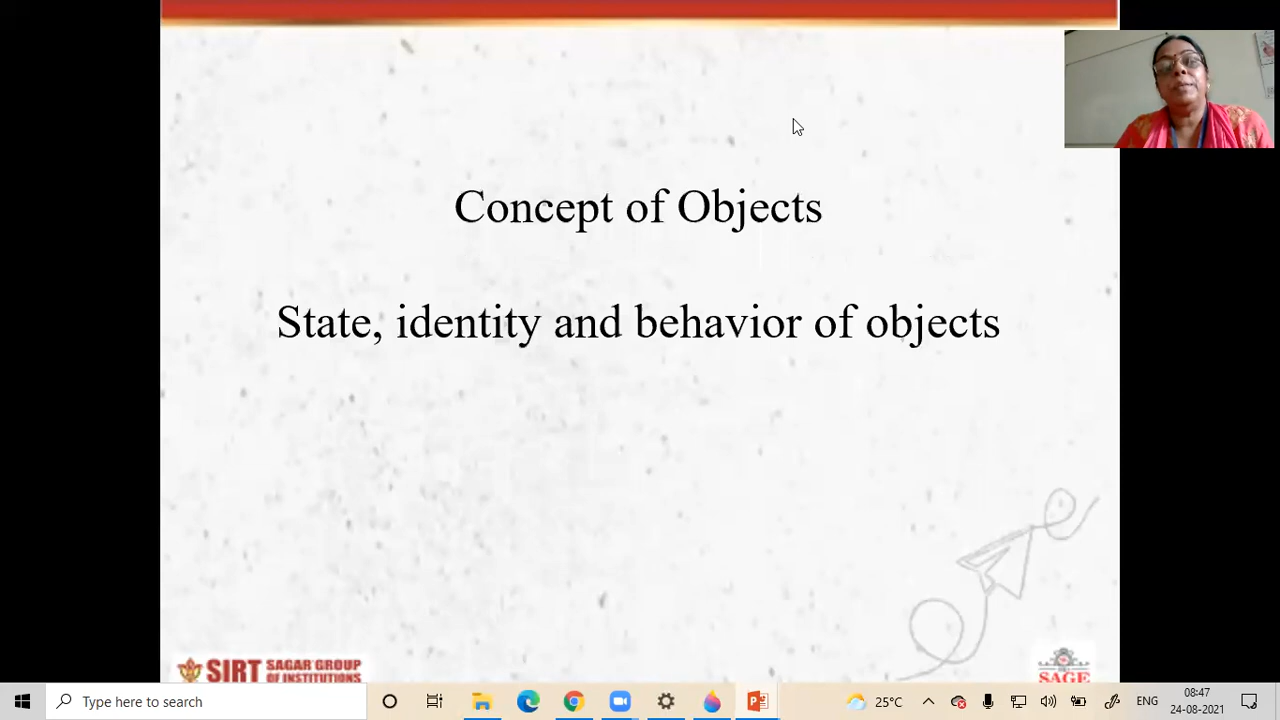 Concept of Objects
State, identity and behavior of objects
SIRT SAGAR GROUP
OF INSTITUTIONS
SAGE
Type here to search
25°C
ENG
08:47
24-08-2021